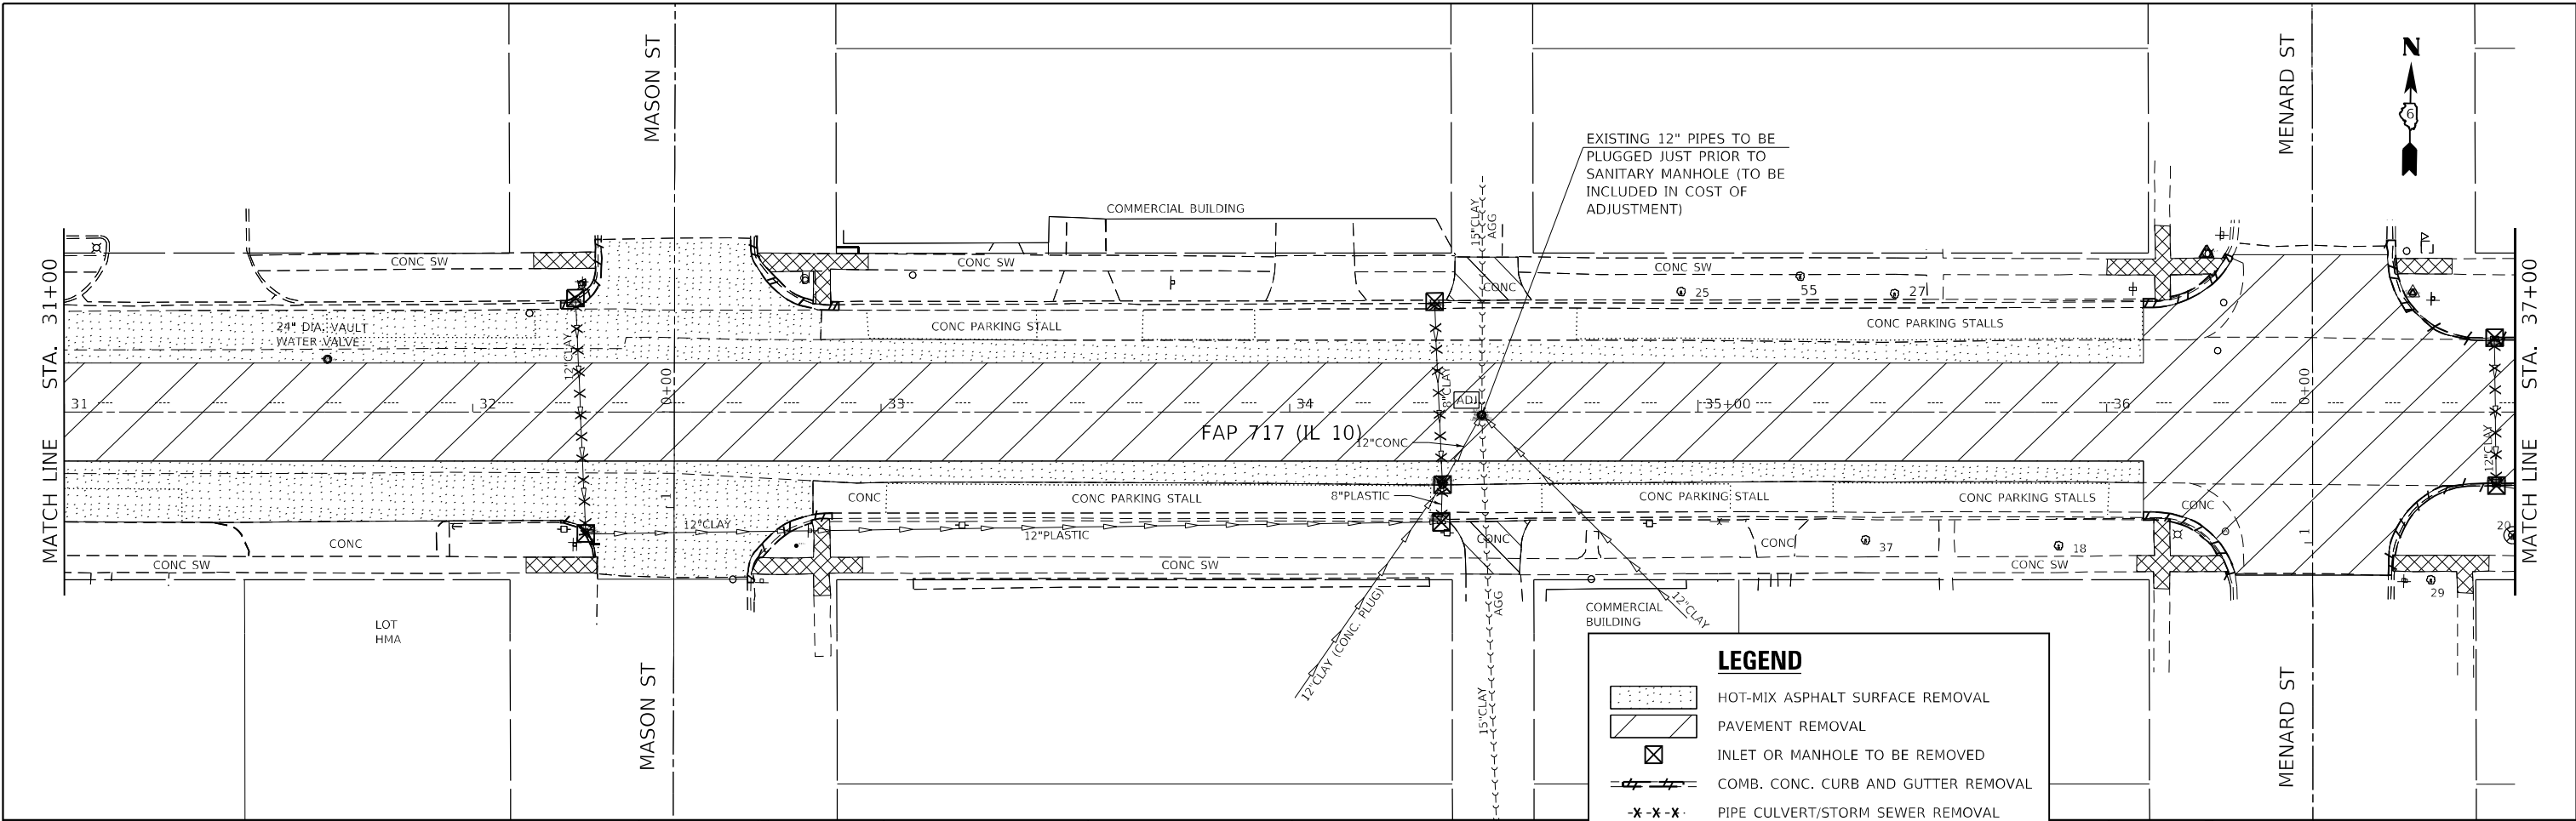 MASON ST
MENARD ST
N
6
EXISTING 12" PIPES TO BE
PLUGGED JUST PRIOR TO
SANITARY MANHOLE (TO BE
INCLUDED IN COST OF
ADJUSTMENT)
COMMERCIAL BUILDING
15"CLAY
AGG
MATCH LINE STA. 31+00
CONC SW
CONC SW
CONC
CONC SW
25
55
27
24" DIA. VAULT
WATER VALVE
CONC PARKING STALL
CONC PARKING STALLS
12"CLAY
0+00
8"CLAY
ADJ
0+00
31
32
33
34
35+00
36
FAP 717 (IL 10)
12"CONC
12"CLAY
MATCH LINE STA. 37+00
1
CONC
CONC PARKING STALL
8"PLASTIC
CONC PARKING STALL
CONC PARKING STALLS
CONC
12"CLAY
12"PLASTIC
CONC
CONC
CONC
37
18
1
20
CONC SW
CONC SW
CONC SW
29
12"CLAY (CONC. PLUG)
AGG
12"CLAY
COMMERCIAL
BUILDING
LOT
HMA
MASON ST
15"CLAY
MENARD ST
LEGEND
HOT-MIX ASPHALT SURFACE REMOVAL
PAVEMENT REMOVAL
INLET OR MANHOLE TO BE REMOVED
COMB. CONC. CURB AND GUTTER REMOVAL
PIPE CULVERT/STORM SEWER REMOVAL